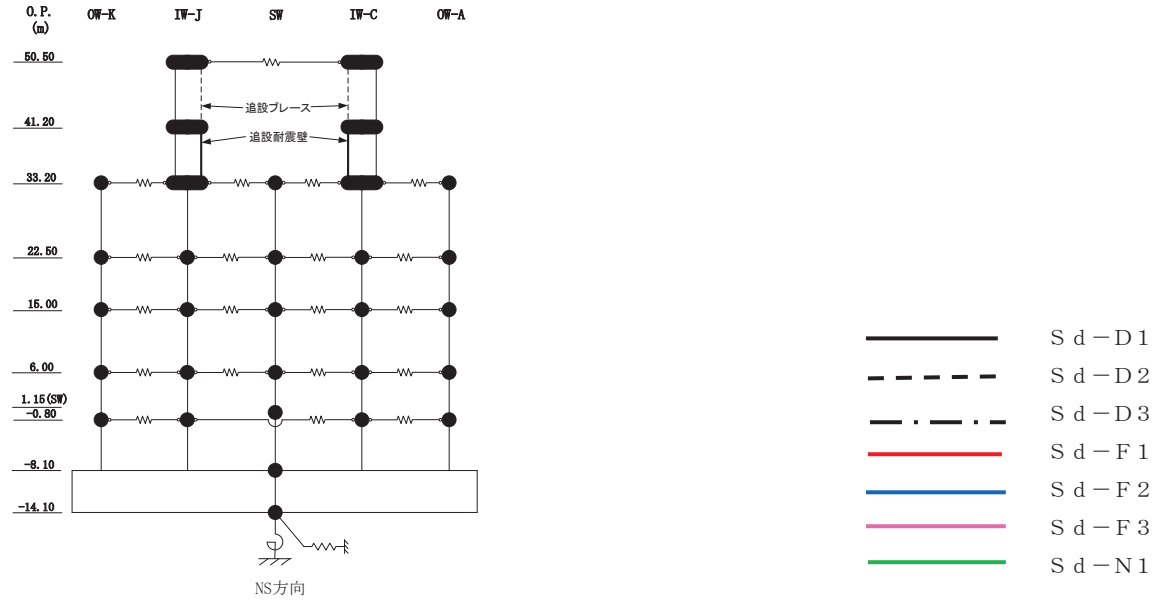 O.P.
(m)
OW-K IW-J SW IW-C OW-A
50.50
追設ブレース
41.20
追設耐震壁
33.20
22.50
15.00
6.00
1.15(SW)
-0.80
-8.10
-14.10
NS方向
Ｓｄ－Ｄ１
Ｓｄ－Ｄ２
Ｓｄ－Ｄ３
Ｓｄ－Ｆ１
Ｓｄ－Ｆ２
Ｓｄ－Ｆ３
Ｓｄ－Ｎ１